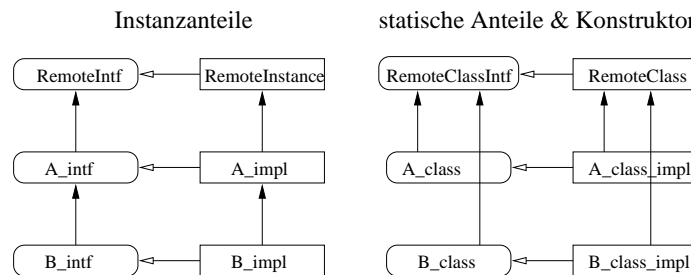 Instanzanteile
statische Anteile & Konstruktor
RemoteIntf
RemoteInstance
RemoteClassIntf
RemoteClass
A_intf
A_impl
A_class
A_class_impl
B_intf
B_impl
B_class
B_class_impl